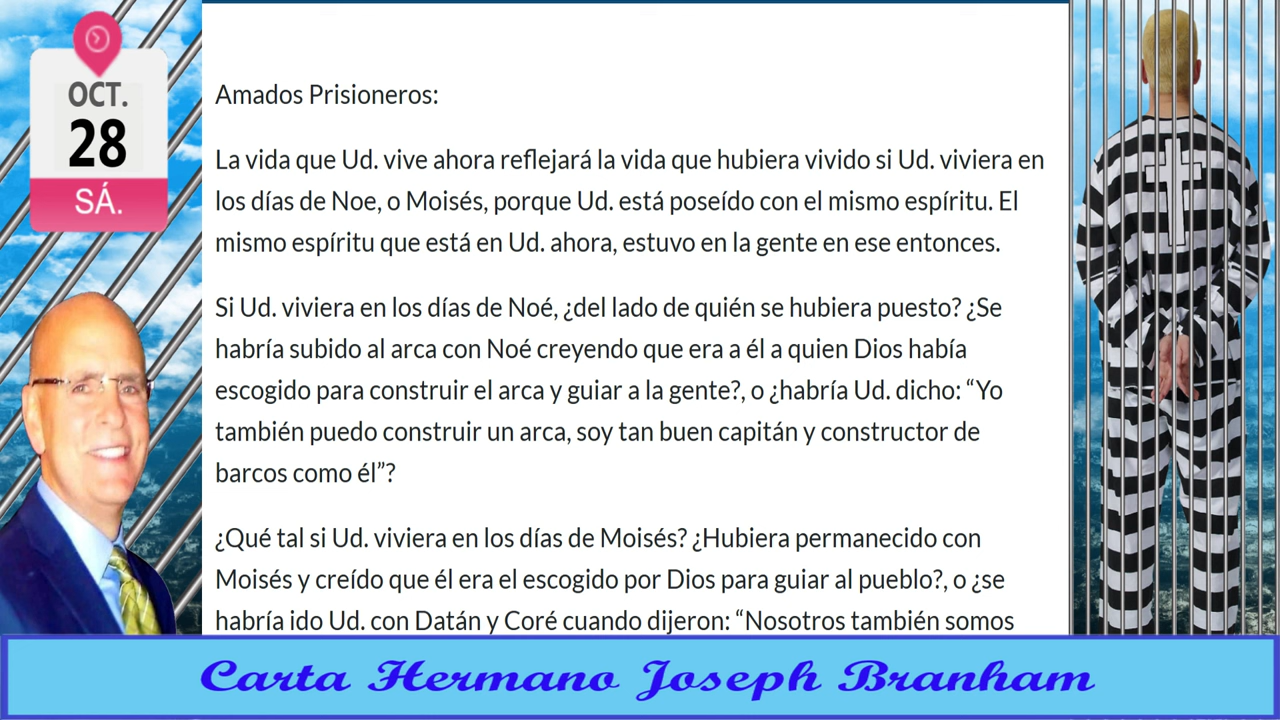 OCT.
28
SÁ.
Amados Prisioneros:
La vida que Ud. vive ahora reflejará la vida que hubiera vivido si Ud. viviera en
los días de Noe, o Moisés, porque Ud. está poseído con el mismo espíritu. El
mismo espíritu que está en Ud. ahora, estuvo en la gente en ese entonces.
Si Ud. viviera en los días de Noé, ¿del lado de quién se hubiera puesto? ¿Se
habría subido al arca con Noé creyendo que era a él a quien Dios había
escogido para construir el arca y guiar a la gente?, o ¿habría Ud. dicho: “Yo
también puedo construir un arca, soy tan buen capitán y constructor de
barcos como él”?
¿Qué tal si Ud. viviera en los días de Moisés? ¿Hubiera permanecido con
Moisés y creído que él era el escogido por Dios para guiar al pueblo?, o ¿se
habría ido Ud. con Datán y Coré cuando dijeron: “Nosotros también somos
Carta Hermano Joseph Branham